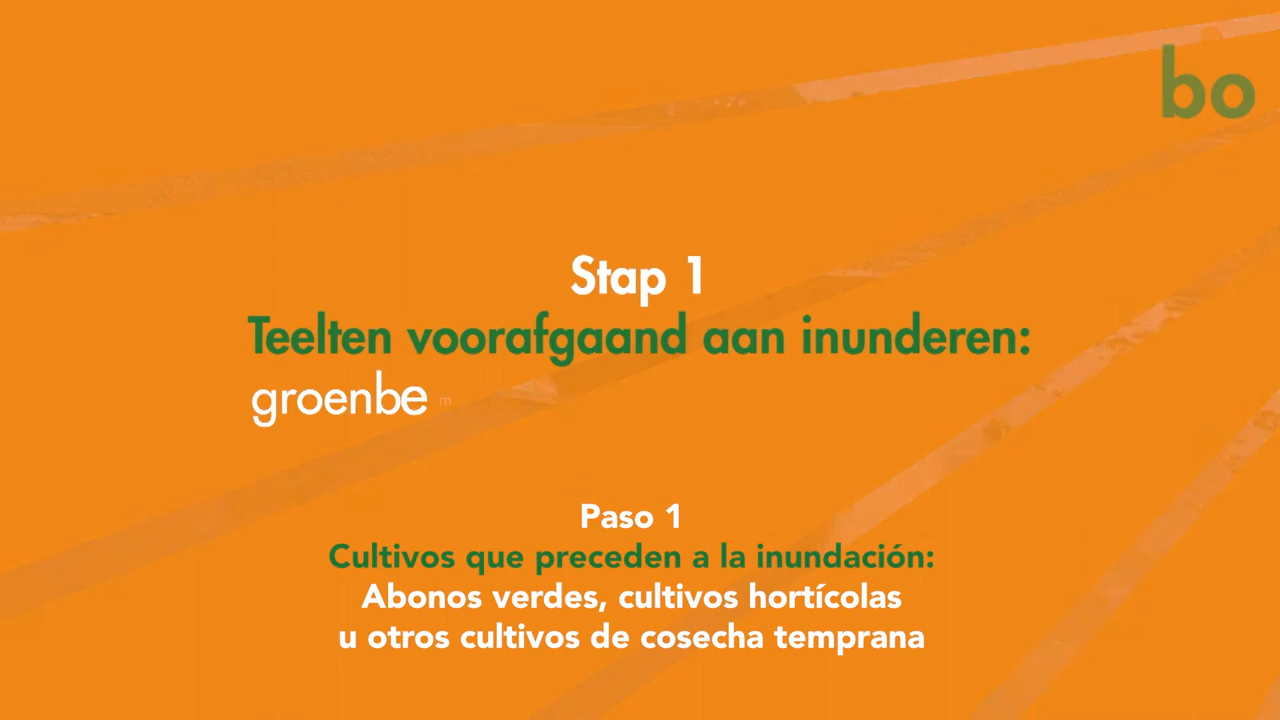 bo
Stap 1
Teelten voorafgaand aan inunderen:
groenbem
Paso 1
Cultivos que preceden a la inundación:
Abonos verdes, cultivos hortícolas
u otros cultivos de cosecha temprana